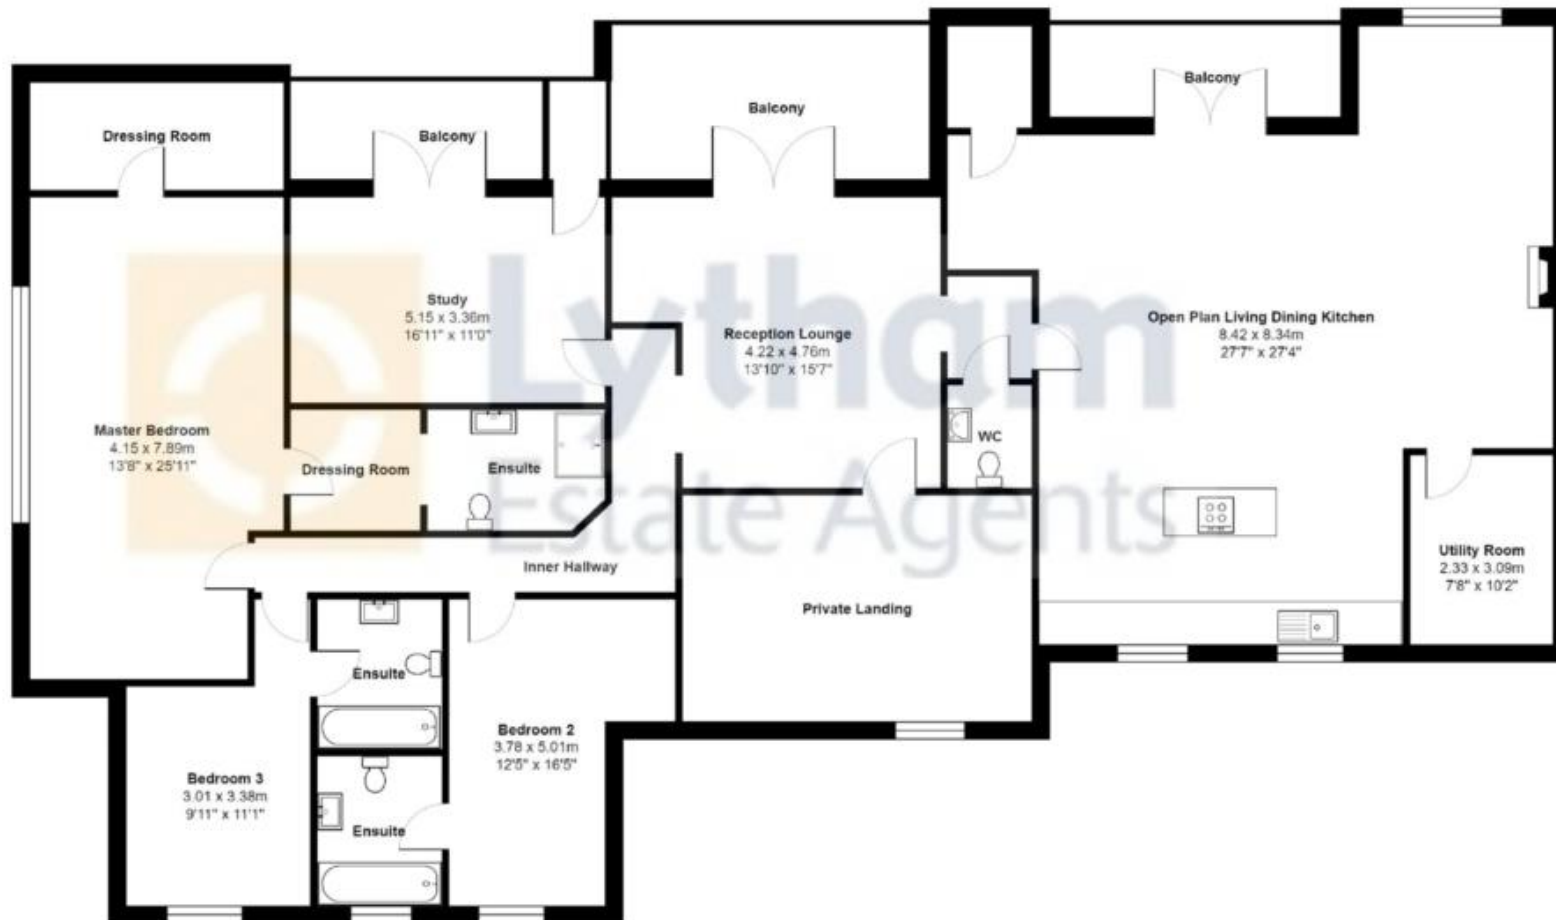 Balcony
Balcony
Dressing Room
Balcony
Study
5.15 x 3.36m
16'11" x 11'0"
Reception Lounge
4.22 x 4.76m
13'10" x 15'7"
Open Plan Living Dining Kitchen
8.42 x 8.34m
27'7" x 27'4"
Lytham
Estate Agents
Master Bedroom
4.15 x 7.89m
13'8" x 25'11"
Dressing Room
Ensuite
WC
Inner Hallway
Utility Room
2.33 x 3.09m
7'8" x 10'2"
Private Landing
Ensuite
Bedroom 2
3.78 x 5.01m
12'5" x 16'5"
Bedroom 3
3.01 x 3.38m
9'11" x 11'1"
Ensuite